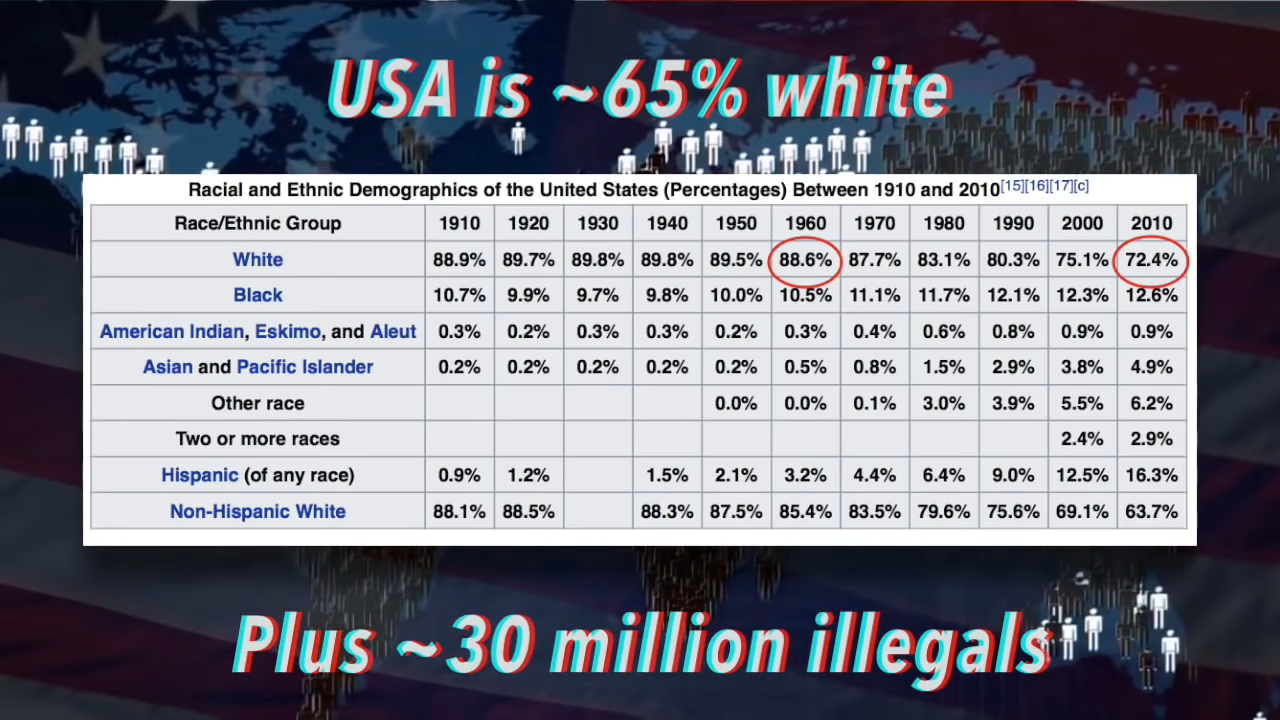 USA is ~65% white
Racial and Ethnic Demographics of the United States (Percentages) Between 1910 and 2010[15][16][17][c]
Race/Ethnic Group 1910 1920 1930 1940 1950 1960 1970 1980 1990 2000 2010
White 88.9% 89.7% 89.8% 89.8% 89.5% 88.6% 87.7% 83.1% 80.3% 75.1% 72.4%
Black 10.7% 9.9% 9.7% 9.8% 10.0% 10.5% 11.1% 11.7% 12.1% 12.3% 12.6%
American Indian, Eskimo, and Aleut 0.3% 0.2% 0.3% 0.3% 0.2% 0.3% 0.4% 0.6% 0.8% 0.9% 0.9%
Asian and Pacific Islander 0.2% 0.2% 0.2% 0.2% 0.2% 0.5% 0.8% 1.5% 2.9% 3.8% 4.9%
Other race 0.0% 0.0% 0.1% 3.0% 3.9% 5.5% 6.2%
Two or more races 2.4% 2.9%
Hispanic (of any race) 0.9% 1.2% 1.5% 2.1% 3.2% 4.4% 6.4% 9.0% 12.5% 16.3%
Non-Hispanic White 88.1% 88.5% 88.3% 87.5% 85.4% 83.5% 79.6% 75.6% 69.1% 63.7%
Plus ~30 million illegals